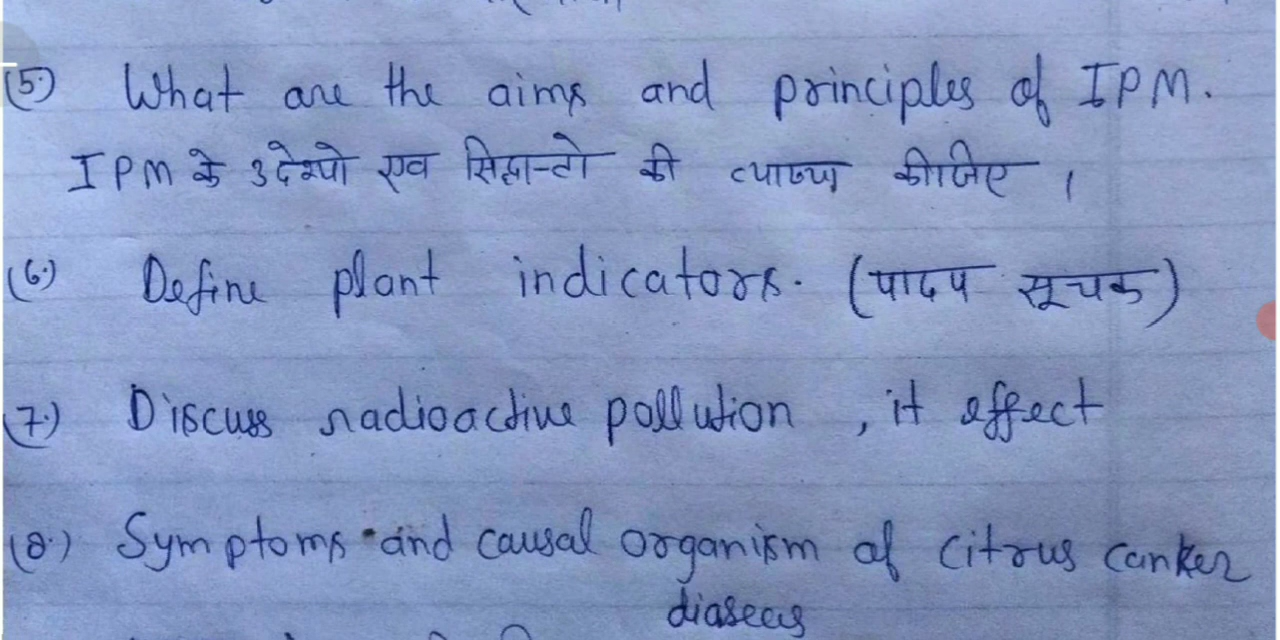 (5.) What are the aims and principles of IPM.
IPM के उदेश्यो एव सिद्धान्तो की व्याख्या कीजिए ।
(6.) Define plant indicators. (पादप सूचक)
(7.) Discuss radioactive pollution , it effect
(8.) Symptoms and causal organism of citrus canker
diaseas